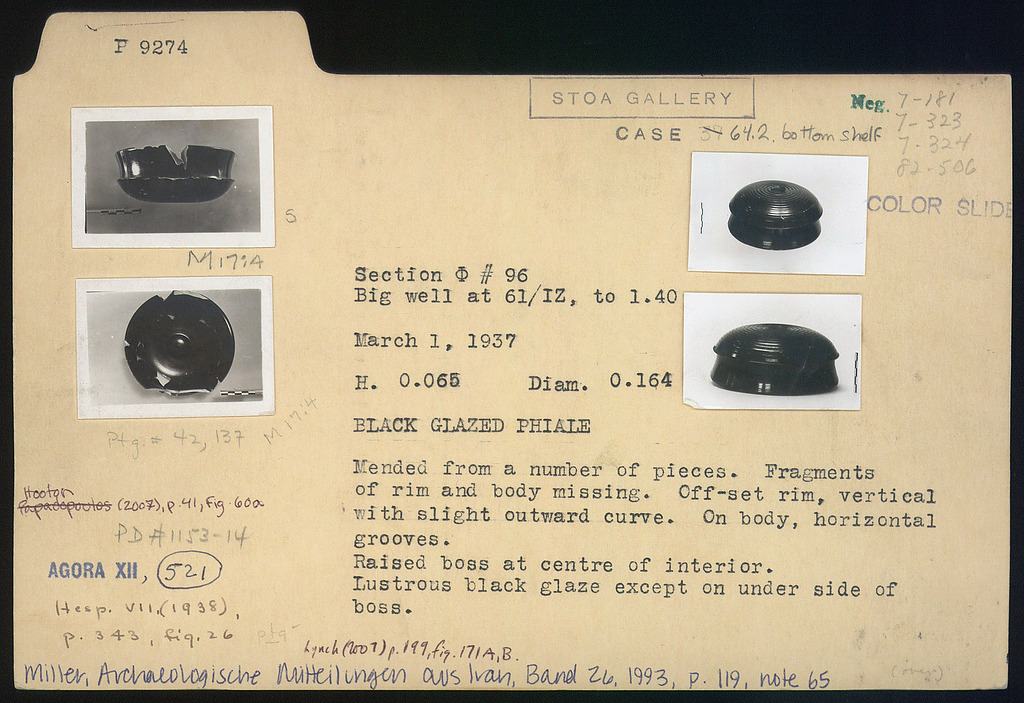 P 9274
STOA GALLERY
CASE 64.2, bottom shelf
Neg. 7-181
7-323
7-324
82-506
COLOR SLIDE
S
M 17:4
Section Φ # 96
Big well at 61/IZ, to 1.40
March 1, 1937
H. 0.065 Diam. 0.164
BLACK GLAZED PHIALE
Mended from a number of pieces. Fragments
of rim and body missing. Off-set rim, vertical
with slight outward curve. On body, horizontal
grooves.
Raised boss at centre of interior.
Lustrous black glaze except on under side of
boss.
Ptg. # 42, 137
M 17:4
Papadopoulos (2007), p. 41, fig. 60a
PD # 1153-14
AGORA XII, 521
Hesp. VII, (1938),
p. 343, fig. 26 ptg
Lynch (2007) p. 199, fig. 171 A, B.
Miller, Archaeologische Mitteilungen aus Iran, Band 26, 1993, p. 119, note 65
(over)